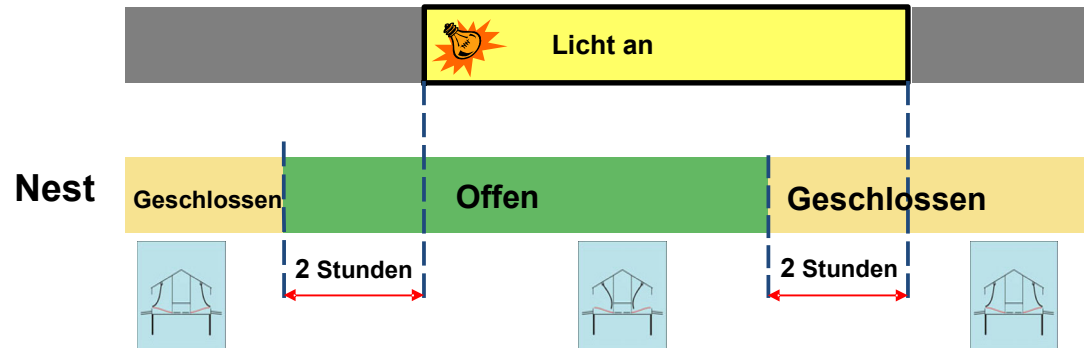 Licht an
Nest
Geschlossen
Offen
Geschlossen
2 Stunden
2 Stunden